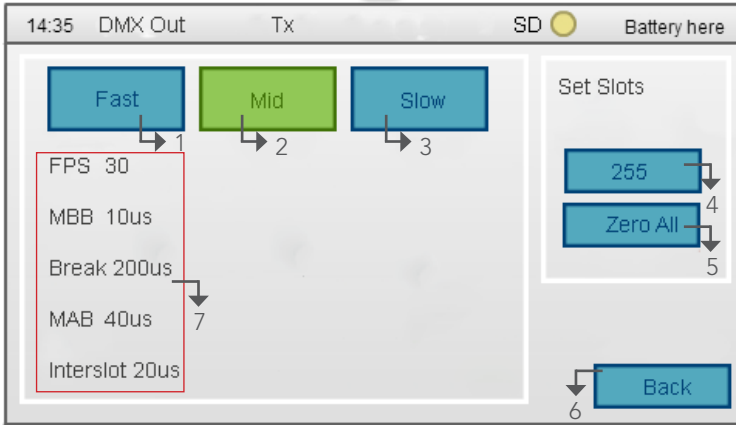 14:35 DMX Out Tx SD Battery here
Fast Mid Slow
1 2 3
FPS 30
MBB 10us
Break 200us
7
MAB 40us
Interslot 20us
Set Slots
255
4
Zero All
5
Back
6